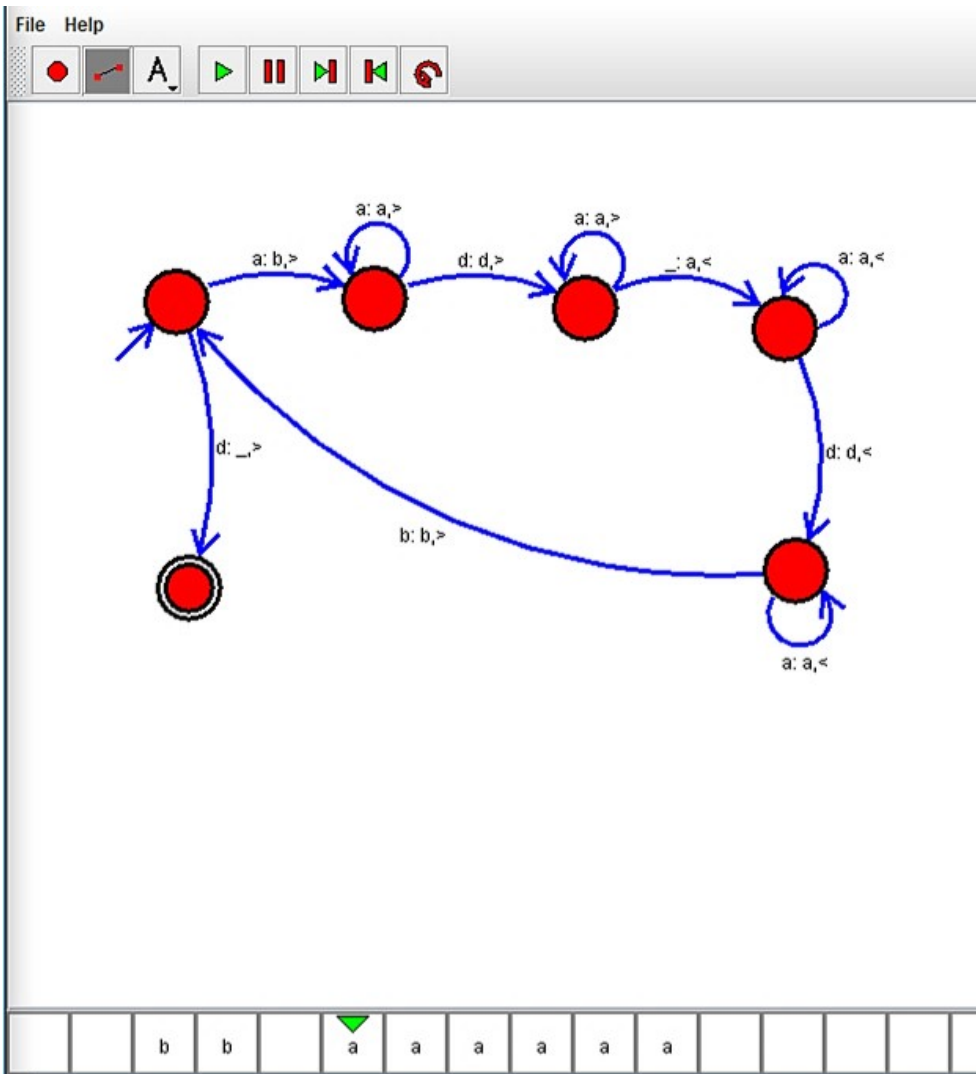 File Help
A
a: a,> a: a,>
a: b,> d: d,> _: a,< a: a,<
d: _,> d: d,<
b: b,>
a: a,<
b b a a a a a a